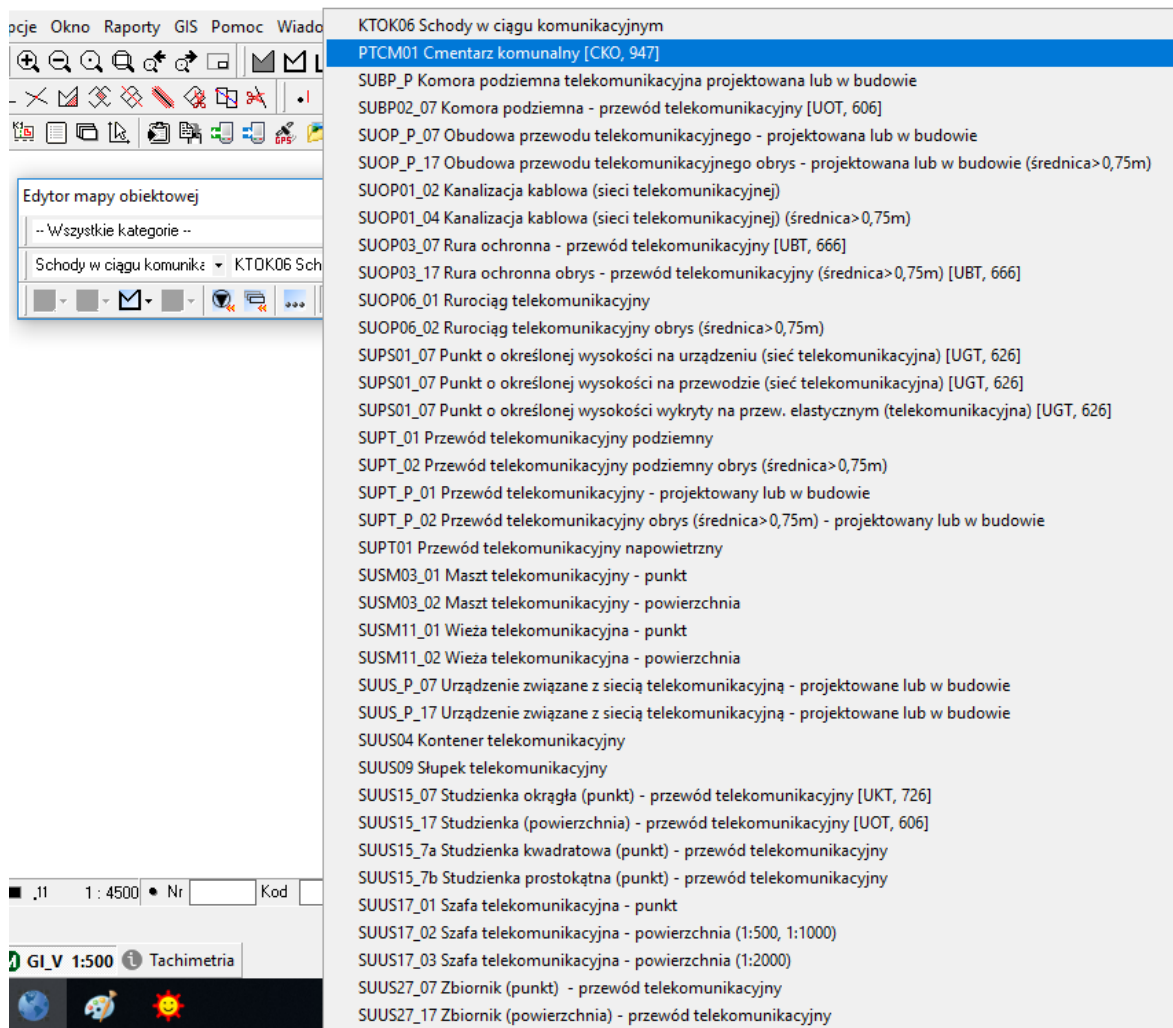 pcje Okno Raporty GIS Pomoc Wiado
GPS
Edytor mapy obiektowej
-- Wszystkie kategorie --
Schody w ciągu komunika KTOK06 Sch
1 : 4500 Nr Kod
GI_V 1:500 Tachimetria
KTOK06 Schody w ciągu komunikacyjnym
PTCM01 Cmentarz komunalny [CKO, 947]
SUBP_P Komora podziemna telekomunikacyjna projektowana lub w budowie
SUBP02_07 Komora podziemna - przewód telekomunikacyjny [UOT, 606]
SUOP_P_07 Obudowa przewodu telekomunikacyjnego - projektowana lub w budowie
SUOP_P_17 Obudowa przewodu telekomunikacyjnego obrys - projektowana lub w budowie (średnica>0,75m)
SUOP01_02 Kanalizacja kablowa (sieci telekomunikacyjnej)
SUOP01_04 Kanalizacja kablowa (sieci telekomunikacyjnej) (średnica>0,75m)
SUOP03_07 Rura ochronna - przewód telekomunikacyjny [UBT, 666]
SUOP03_17 Rura ochronna obrys - przewód telekomunikacyjny (średnica>0,75m) [UBT, 666]
SUOP06_01 Rurociąg telekomunikacyjny
SUOP06_02 Rurociąg telekomunikacyjny obrys (średnica>0,75m)
SUPS01_07 Punkt o określonej wysokości na urządzeniu (sieć telekomunikacyjna) [UGT, 626]
SUPS01_07 Punkt o określonej wysokości na przewodzie (sieć telekomunikacyjna) [UGT, 626]
SUPS01_07 Punkt o określonej wysokości wykryty na przew. elastycznym (telekomunikacyjna) [UGT, 626]
SUPT_01 Przewód telekomunikacyjny podziemny
SUPT_02 Przewód telekomunikacyjny podziemny obrys (średnica>0,75m)
SUPT_P_01 Przewód telekomunikacyjny - projektowany lub w budowie
SUPT_P_02 Przewód telekomunikacyjny obrys (średnica>0,75m) - projektowany lub w budowie
SUPT01 Przewód telekomunikacyjny napowietrzny
SUSM03_01 Maszt telekomunikacyjny - punkt
SUSM03_02 Maszt telekomunikacyjny - powierzchnia
SUSM11_01 Wieża telekomunikacyjna - punkt
SUSM11_02 Wieża telekomunikacyjna - powierzchnia
SUUS_P_07 Urządzenie związane z siecią telekomunikacyjną - projektowane lub w budowie
SUUS_P_17 Urządzenie związane z siecią telekomunikacyjną - projektowane lub w budowie
SUUS04 Kontener telekomunikacyjny
SUUS09 Słupek telekomunikacyjny
SUUS15_07 Studzienka okrągła (punkt) - przewód telekomunikacyjny [UKT, 726]
SUUS15_17 Studzienka (powierzchnia) - przewód telekomunikacyjny [UOT, 606]
SUUS15_7a Studzienka kwadratowa (punkt) - przewód telekomunikacyjny
SUUS15_7b Studzienka prostokątna (punkt) - przewód telekomunikacyjny
SUUS17_01 Szafa telekomunikacyjna - punkt
SUUS17_02 Szafa telekomunikacyjna - powierzchnia (1:500, 1:1000)
SUUS17_03 Szafa telekomunikacyjna - powierzchnia (1:2000)
SUUS27_07 Zbiornik (punkt) - przewód telekomunikacyjny
SUUS27_17 Zbiornik (powierzchnia) - przewód telekomunikacyjny